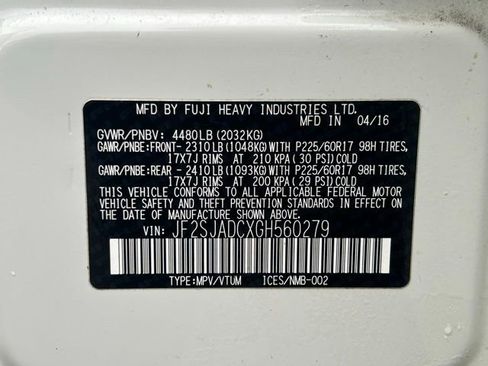 MFD BY FUJI HEAVY INDUSTRIES LTD.
MFD IN 04/16
GVWR/PNBV: 4480LB (2032KG)
GAWR/PNBE:FRONT- 2310LB(1048KG)WITH P225/60R17 98H TIRES,
17X7J RIMS AT 210 KPA (30 PSI)COLD
GAWR/PNBE:REAR - 2410LB(1093KG)WITH P225/60R17 98H TIRES,
17X7J RIMS AT 200 KPA (29 PSI)COLD
THIS VEHICLE CONFORMS TO ALL APPLICABLE FEDERAL MOTOR
VEHICLE SAFETY AND THEFT PREVENTION STANDARDS
IN EFFECT ON THE DATE OF MANUFACTURE SHOWN ABOVE.
VIN: JF2SJADCXGH560279
TYPE:MPV/VTUM ICES/NMB-002